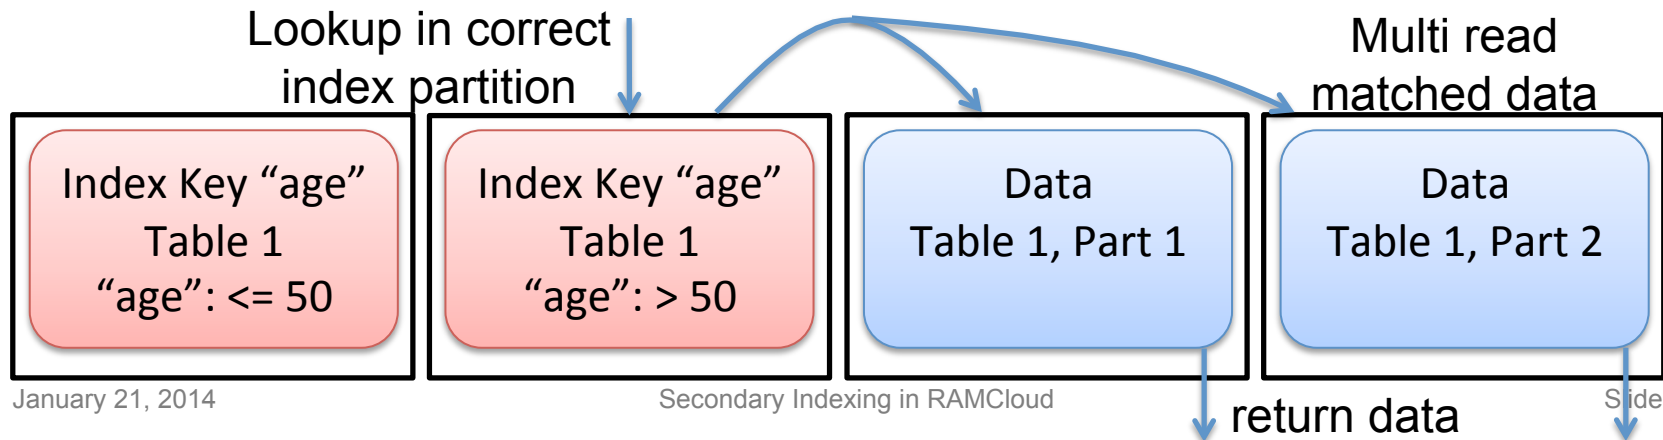 Lookup in correct
index partition
Multi read
matched data
Index Key “age”
Table 1
“age”: <= 50
Index Key “age”
Table 1
“age”: > 50
Data
Table 1, Part 1
Data
Table 1, Part 2
return data
January 21, 2014
Secondary Indexing in RAMCloud
Slide